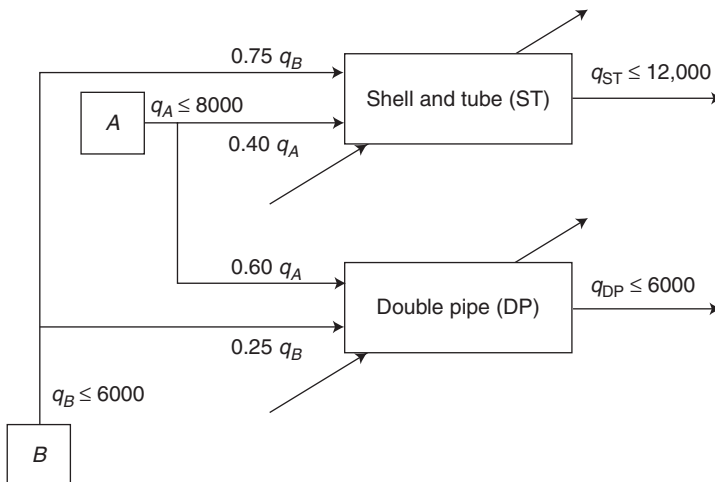 0.75 q_B
Shell and tube (ST)
q_ST ≤ 12,000
A
q_A ≤ 8000
0.40 q_A
0.60 q_A
Double pipe (DP)
q_DP ≤ 6000
0.25 q_B
q_B ≤ 6000
B